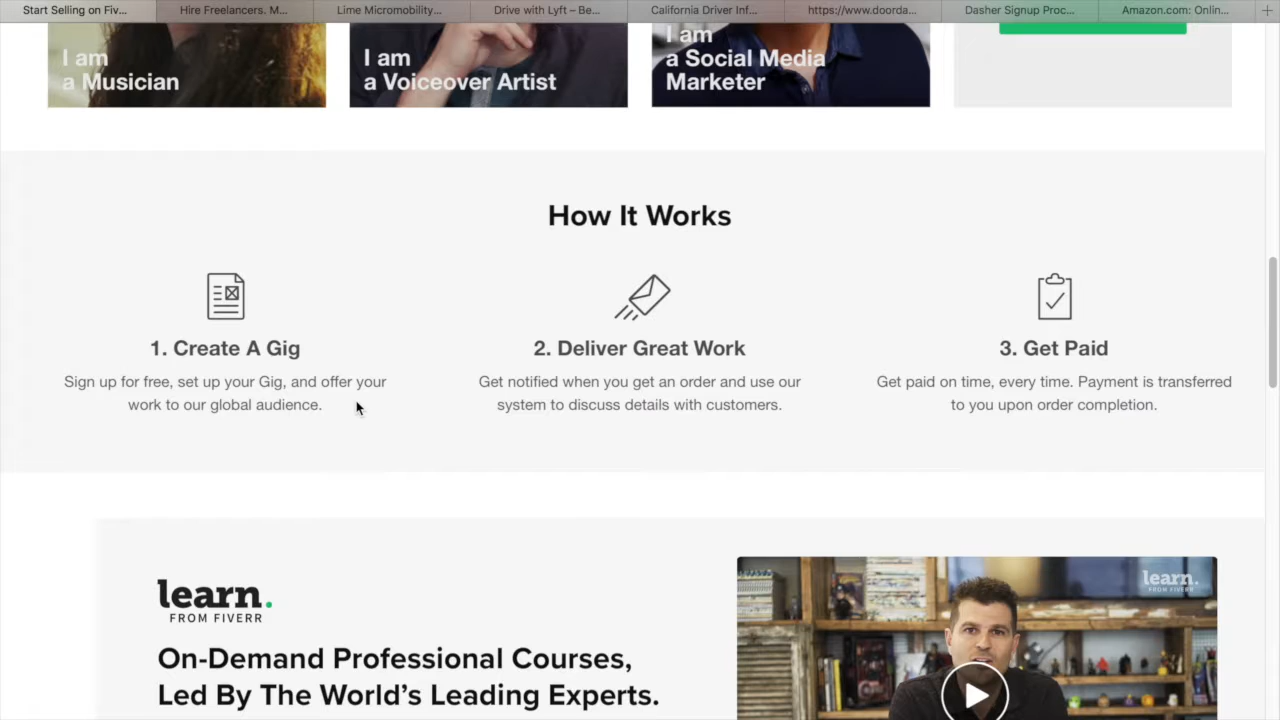 Start Selling on Fiv... Hire Freelancers. M... Lime Micromobility... Drive with Lyft – Be... California Driver Inf... https://www.doorda... Dasher Signup Proc... Amazon.com: Onlin...
I am
a Musician
I am
a Voiceover Artist
I am
a Social Media
Marketer
How It Works
1. Create A Gig
Sign up for free, set up your Gig, and offer your
work to our global audience.
2. Deliver Great Work
Get notified when you get an order and use our
system to discuss details with customers.
3. Get Paid
Get paid on time, every time. Payment is transferred
to you upon order completion.
learn.
FROM FIVERR
On-Demand Professional Courses,
Led By The World's Leading Experts.
learn.
FROM FIVERR